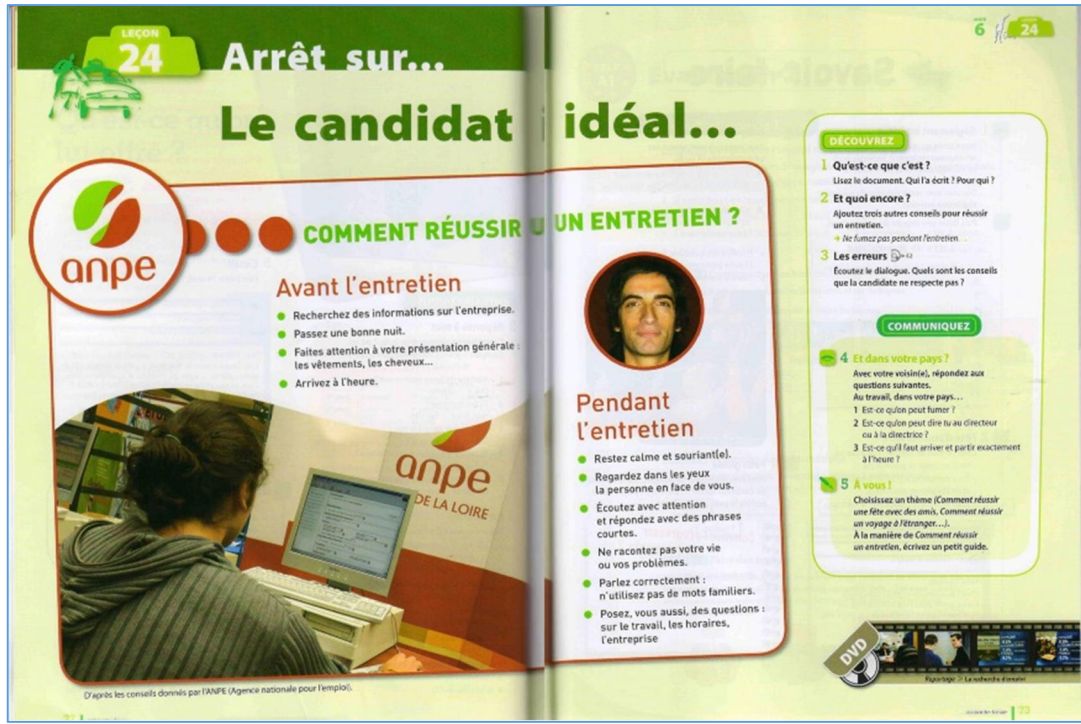 LEÇON
24
Arrêt sur...
Le candidat idéal...
anpe
COMMENT RÉUSSIR UN ENTRETIEN ?
Avant l'entretien
Recherchez des informations sur l'entreprise.
Passez une bonne nuit.
Faites attention à votre présentation générale :
les vêtements, les cheveux...
Arrivez à l'heure.
anpe
DE LA LOIRE
Pendant
l'entretien
Restez calme et souriant(e).
Regardez dans les yeux
la personne en face de vous.
Écoutez avec attention
et répondez avec des phrases
courtes.
Ne racontez pas votre vie
ou vos problèmes.
Parlez correctement :
n'utilisez pas de mots familiers.
Posez, vous aussi, des questions :
sur le travail, les horaires,
l'entreprise
D'après les conseils donnés par l'ANPE (Agence nationale pour l'emploi).
6
24
DÉCOUVREZ
1 Qu'est-ce que c'est ?
Lisez le document. Qui l'a écrit ? Pour qui ?
2 Et quoi encore ?
Ajoutez trois autres conseils pour réussir
un entretien.
Ne fumez pas pendant l'entretien...
3 Les erreurs
Écoutez le dialogue. Quels sont les conseils
que la candidate ne respecte pas ?
COMMUNIQUEZ
4 Et dans votre pays ?
Avec votre voisin(e), répondez aux
questions suivantes.
Au travail, dans votre pays...
1 Est-ce qu'on peut fumer ?
2 Est-ce qu'on peut dire tu au directeur
ou à la directrice ?
3 Est-ce qu'il faut arriver et partir exactement
à l'heure ?
5 À vous !
Choisissez un thème (Comment réussir
une fête avec des amis, Comment réussir
un voyage à l'étranger...).
À la manière de Comment réussir
un entretien, écrivez un petit guide.
DVD
Reportage > La recherche d'emploi
73